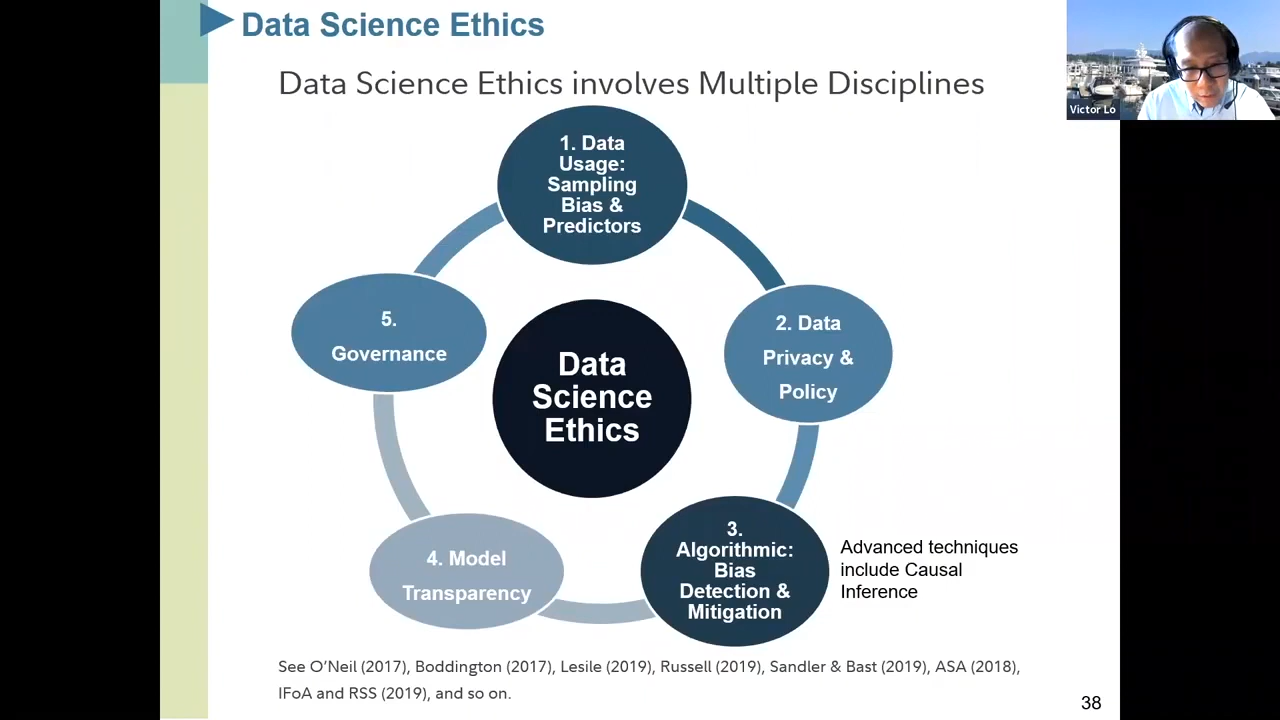 Data Science Ethics
Data Science Ethics involves Multiple Disciplines
Victor Lo
1. Data
Usage:
Sampling
Bias &
Predictors
2. Data
Privacy &
Policy
3.
Algorithmic:
Bias
Detection &
Mitigation
Advanced techniques
include Causal
Inference
4. Model
Transparency
5.
Governance
Data
Science
Ethics
See O'Neil (2017), Boddington (2017), Lesile (2019), Russell (2019), Sandler & Bast (2019), ASA (2018),
IFoA and RSS (2019), and so on.
38